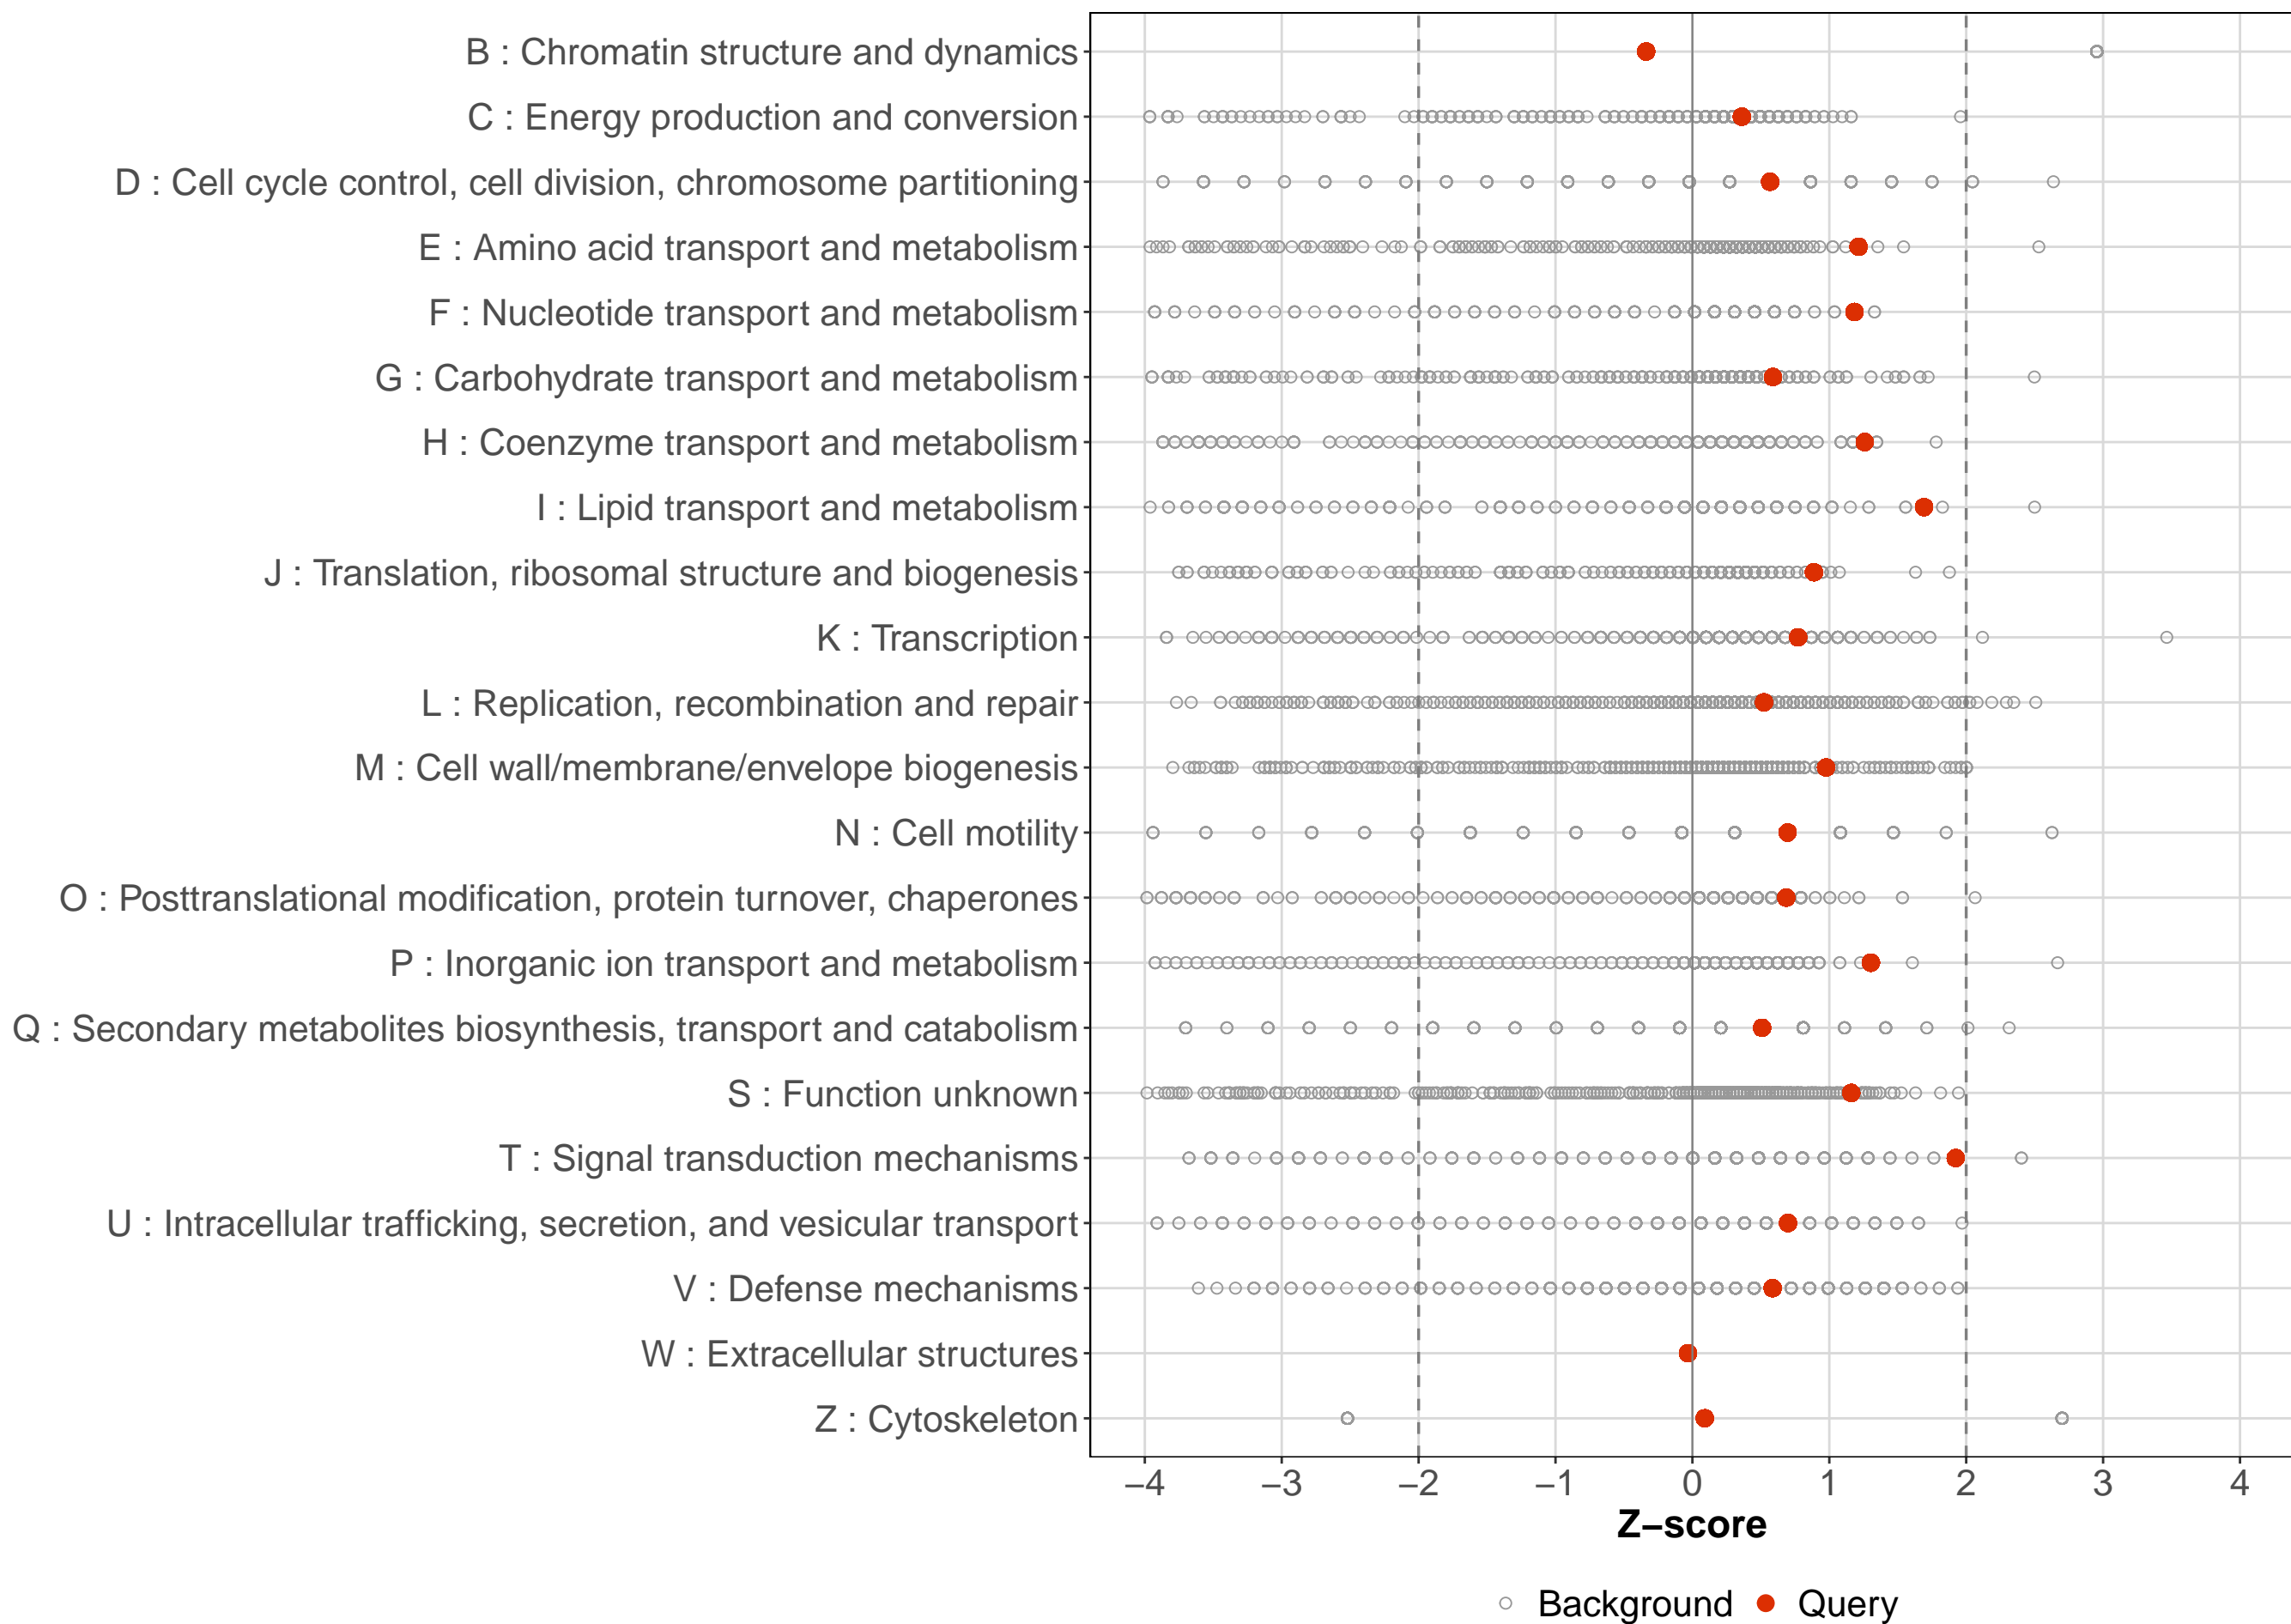 B : Chromatin structure and dynamics
C : Energy production and conversion
D : Cell cycle control, cell division, chromosome partitioning
E : Amino acid transport and metabolism
F : Nucleotide transport and metabolism
G : Carbohydrate transport and metabolism
H : Coenzyme transport and metabolism
I : Lipid transport and metabolism
J : Translation, ribosomal structure and biogenesis
K : Transcription
L : Replication, recombination and repair
M : Cell wall/membrane/envelope biogenesis
N : Cell motility
O : Posttranslational modification, protein turnover, chaperones
P : Inorganic ion transport and metabolism
Q : Secondary metabolites biosynthesis, transport and catabolism
S : Function unknown
T : Signal transduction mechanisms
U : Intracellular trafficking, secretion, and vesicular transport
V : Defense mechanisms
W : Extracellular structures
Z : Cytoskeleton
−4 −3 −2 −1 0 1 2 3 4
Z−score
Background Query